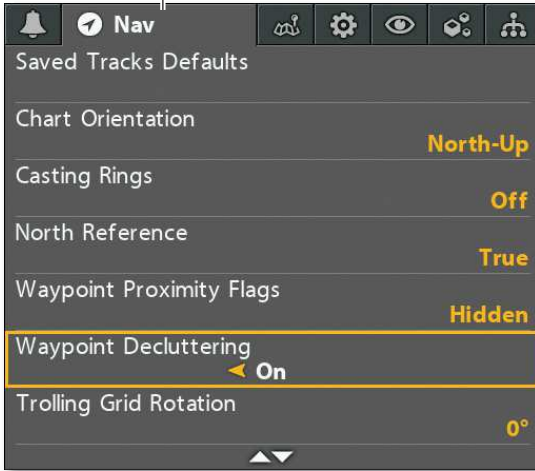 Nav
Saved Tracks Defaults
Chart Orientation
North-Up
Casting Rings
Off
North Reference
True
Waypoint Proximity Flags
Hidden
Waypoint Decluttering
On
Trolling Grid Rotation
0°